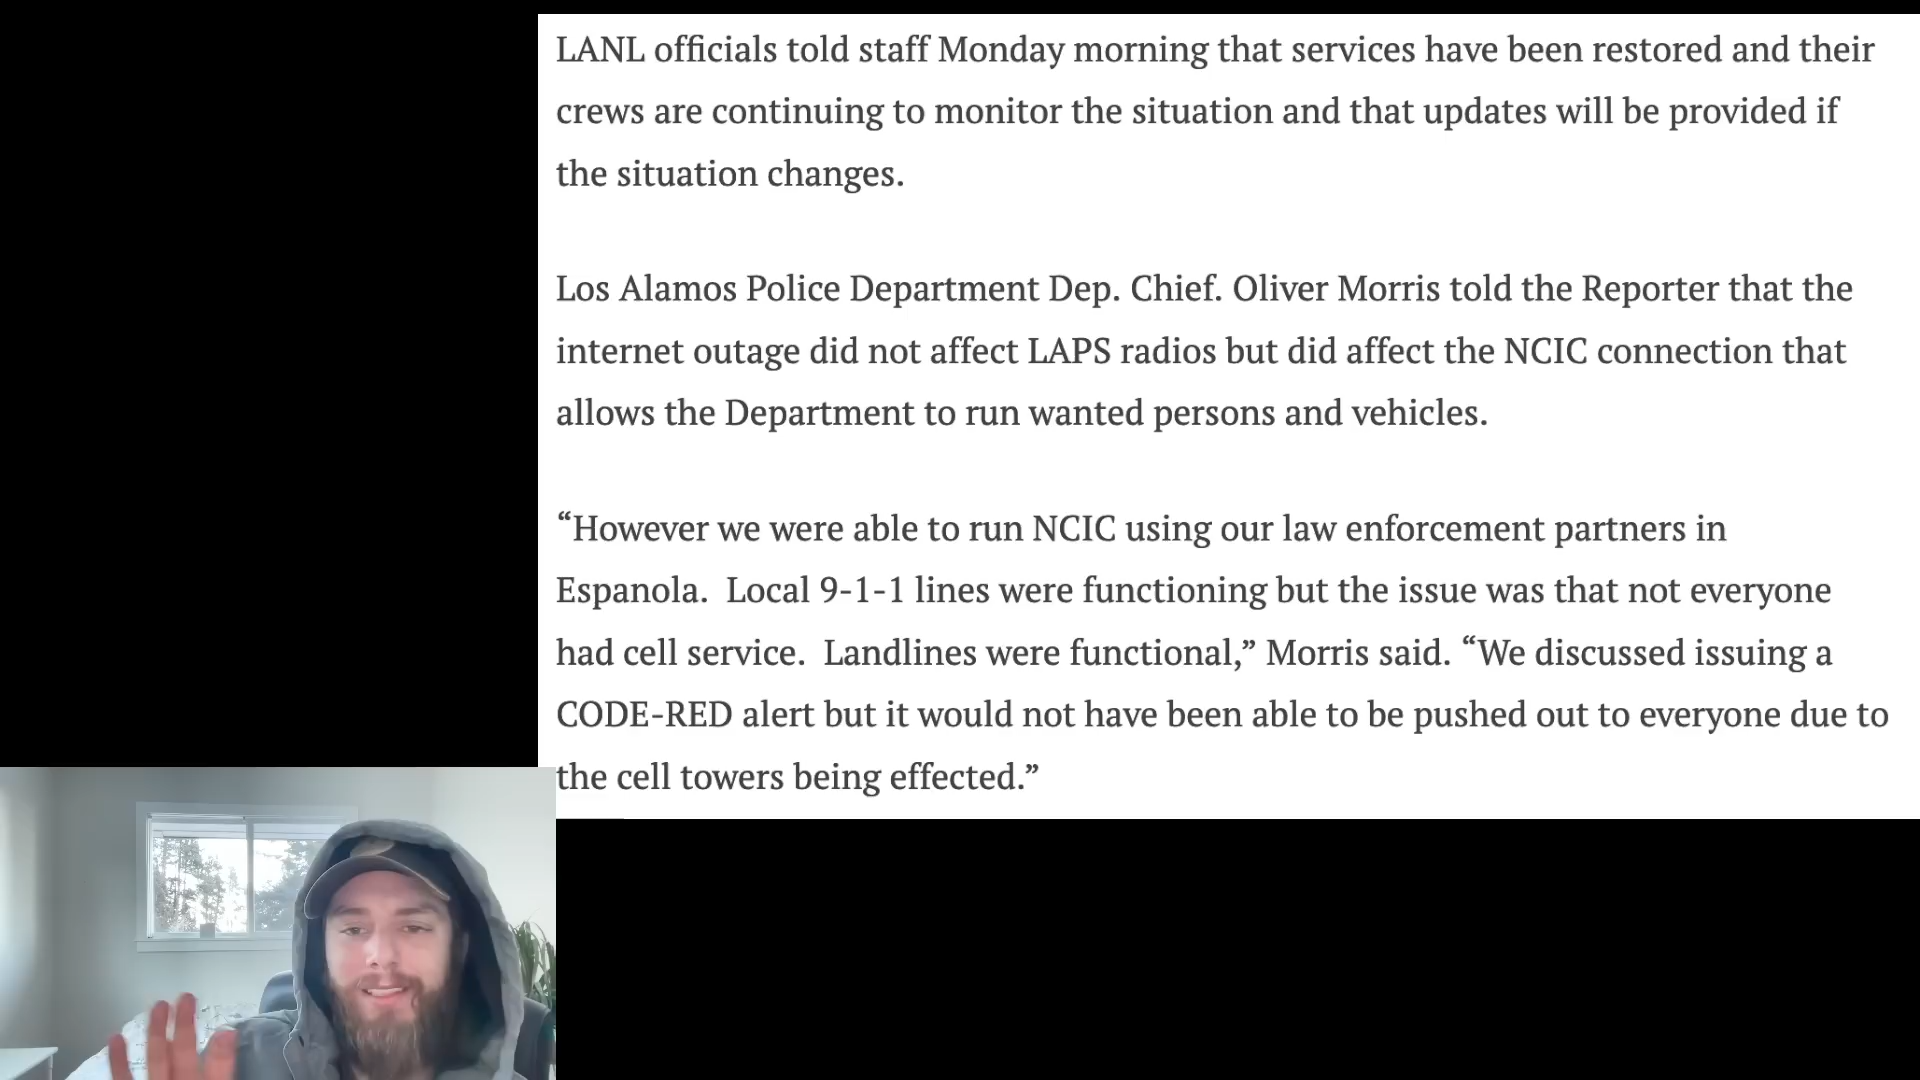 LANL officials told staff Monday morning that services have been restored and their
crews are continuing to monitor the situation and that updates will be provided if
the situation changes.
Los Alamos Police Department Dep. Chief. Oliver Morris told the Reporter that the
internet outage did not affect LAPS radios but did affect the NCIC connection that
allows the Department to run wanted persons and vehicles.
“However we were able to run NCIC using our law enforcement partners in
Espanola.  Local 9-1-1 lines were functioning but the issue was that not everyone
had cell service.  Landlines were functional,” Morris said. “We discussed issuing a
CODE-RED alert but it would not have been able to be pushed out to everyone due to
the cell towers being effected.”